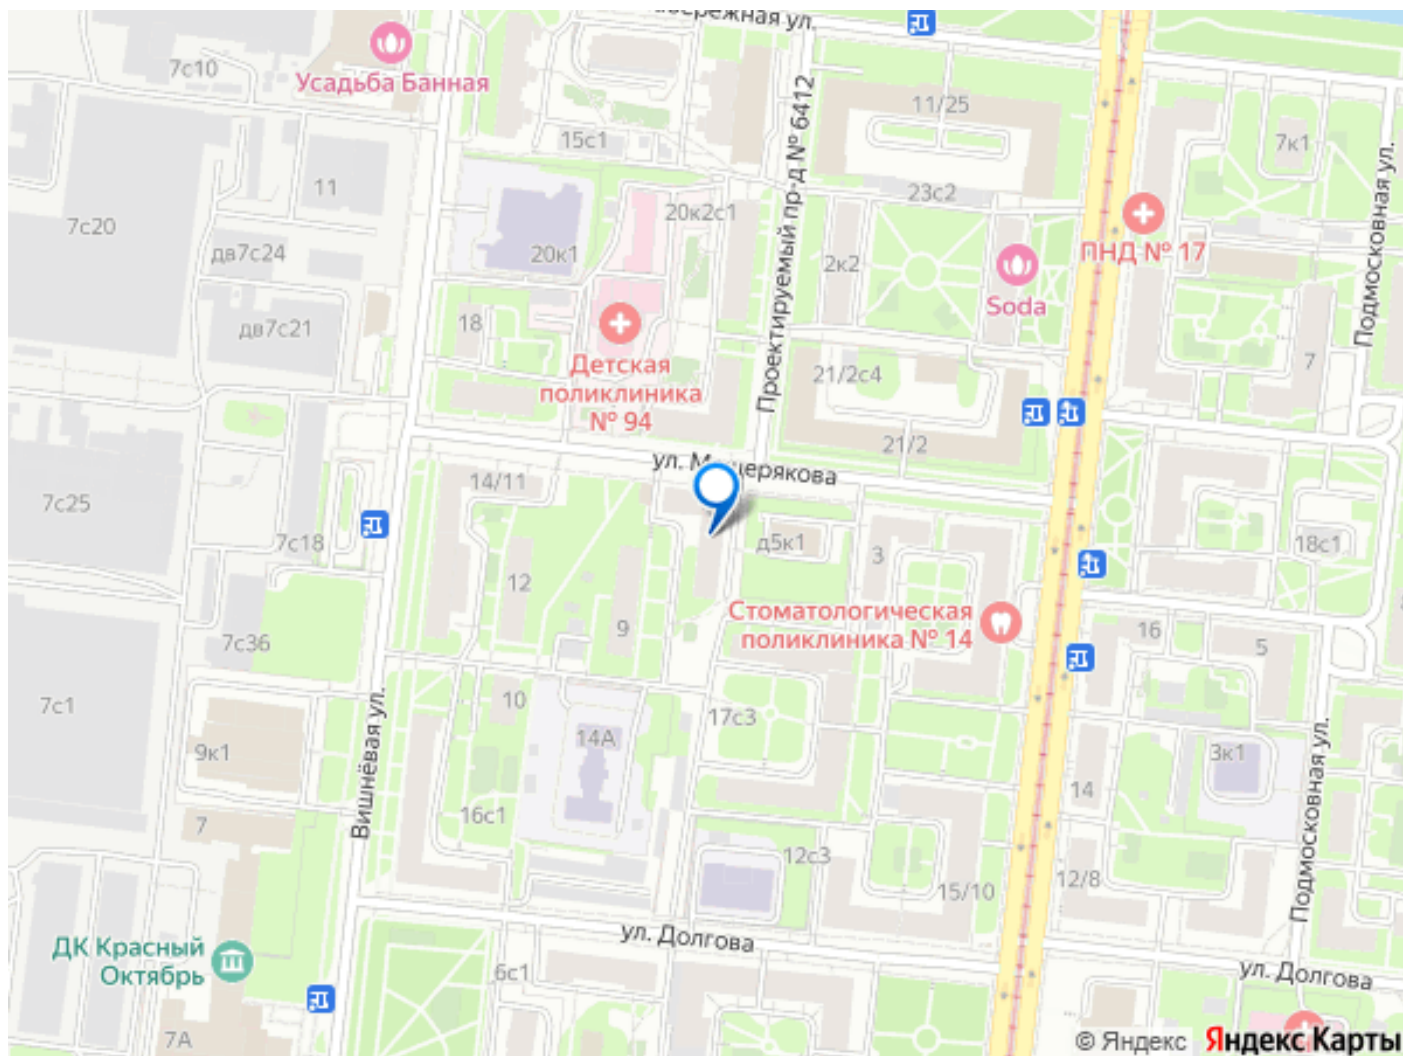 7с10
Усадьба Банная
15с1
11
7с20
дв7с24
20к1
20к2с1
Проектируемый пр-д № 6412
11/25
23с2
2к2
Soda
ПНД № 17
7к1
Подмосковная ул.
7
дв7с21
18
Детская
поликлиника
№ 94
21/2с4
21/2
14/11
7с25
7с18
12
9
д5к1
3
18с1
7с36
Стоматологическая
поликлиника № 14
16
5
7с1
9к1
Вишнёвая ул.
10
14А
17с3
3к1
14
Подмосковная ул.
7
16с1
12с3
15/10
12/8
ул. Долгова
ДК Красный
Октябрь
6с1
ул. Долгова
7А
© Яндекс
Яндекс Карты